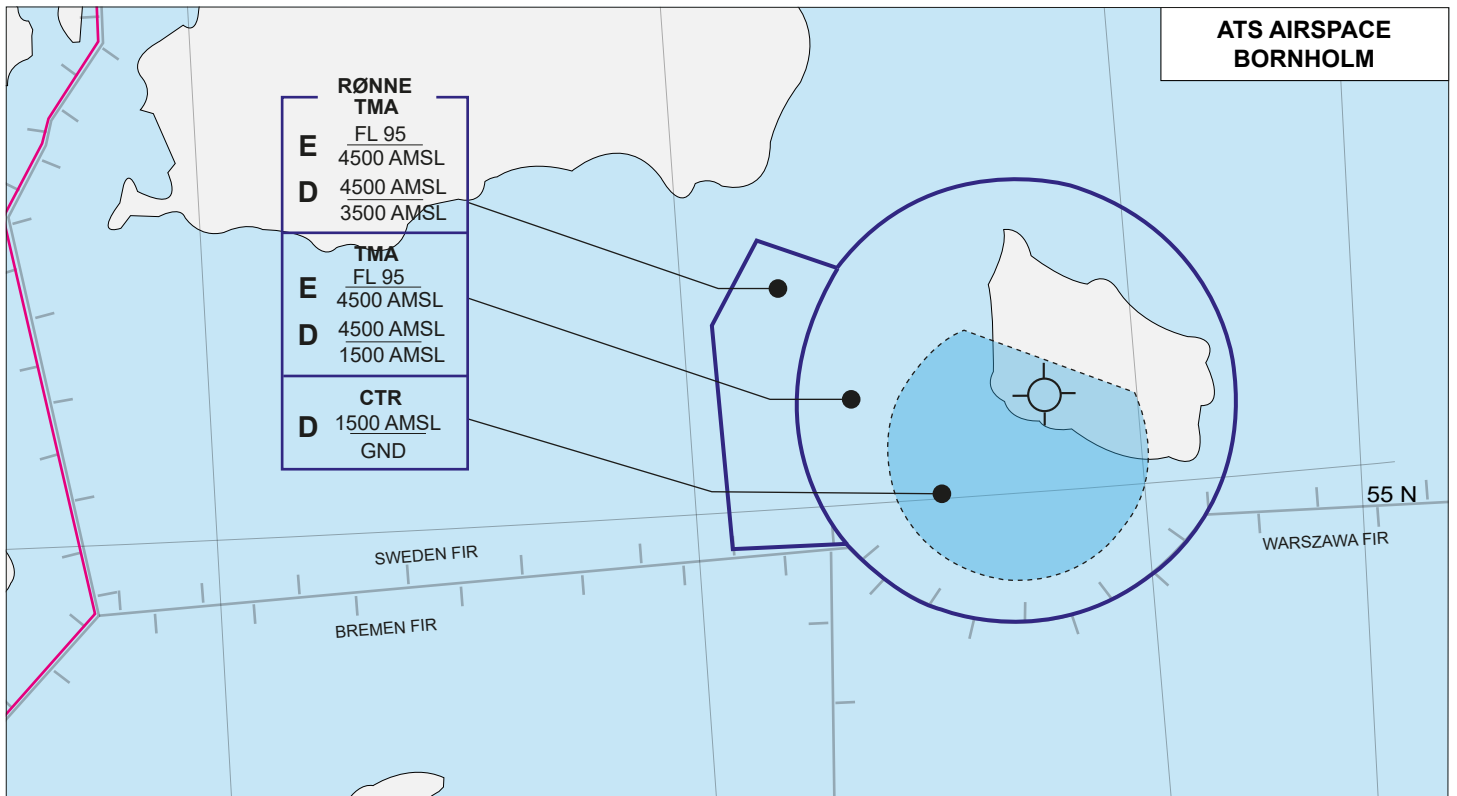 ATS AIRSPACE
BORNHOLM
RØNNE
TMA
E
FL 95
4500 AMSL
D
4500 AMSL
3500 AMSL
TMA
E
FL 95
4500 AMSL
D
4500 AMSL
1500 AMSL
CTR
D
1500 AMSL
GND
55 N
SWEDEN FIR
WARSZAWA FIR
BREMEN FIR